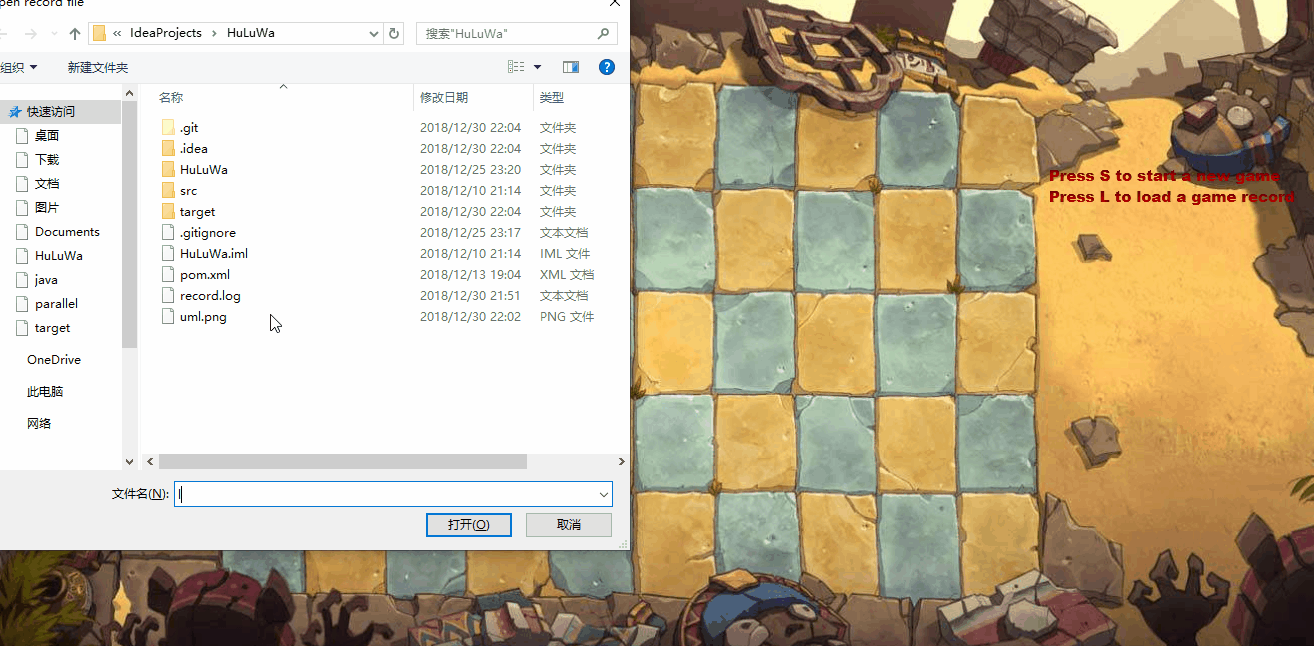 pen record file
« IdeaProjects › HuLuWa
搜索"HuLuWa"
组织
新建文件夹
快速访问
桌面
下载
文档
图片
Documents
HuLuWa
java
parallel
target
OneDrive
此电脑
网络
名称 修改日期 类型
.git 2018/12/30 22:04 文件夹
.idea 2018/12/30 22:04 文件夹
HuLuWa 2018/12/25 23:20 文件夹
src 2018/12/10 21:14 文件夹
target 2018/12/30 22:04 文件夹
.gitignore 2018/12/25 23:17 文本文档
HuLuWa.iml 2018/12/10 21:14 IML 文件
pom.xml 2018/12/13 19:04 XML 文档
record.log 2018/12/30 21:51 文本文档
uml.png 2018/12/30 22:02 PNG 文件
文件名(N): l
打开(O)
取消
Press S to start a new game
Press L to load a game record